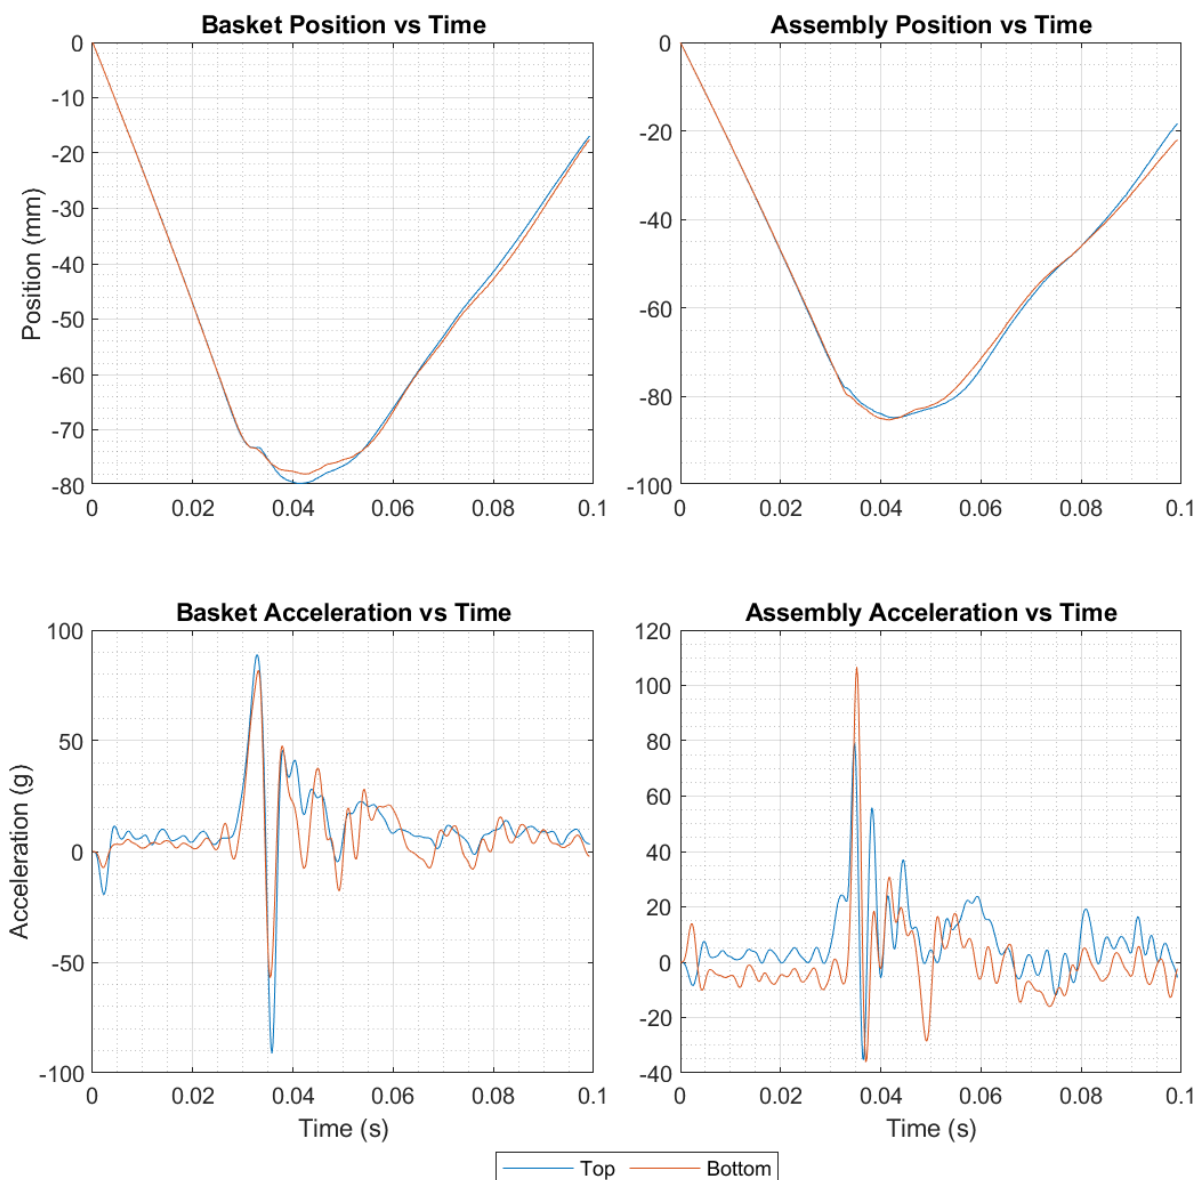 Basket Position vs Time
Assembly Position vs Time
Position (mm)
0
-10
-20
-30
-40
-50
-60
-70
-80
0 0.02 0.04 0.06 0.08 0.1
0
-20
-40
-60
-80
-100
0 0.02 0.04 0.06 0.08 0.1
Basket Acceleration vs Time
Assembly Acceleration vs Time
Acceleration (g)
100
50
0
-50
-100
0 0.02 0.04 0.06 0.08 0.1
Time (s)
120
100
80
60
40
20
0
-20
-40
0 0.02 0.04 0.06 0.08 0.1
Time (s)
Top Bottom